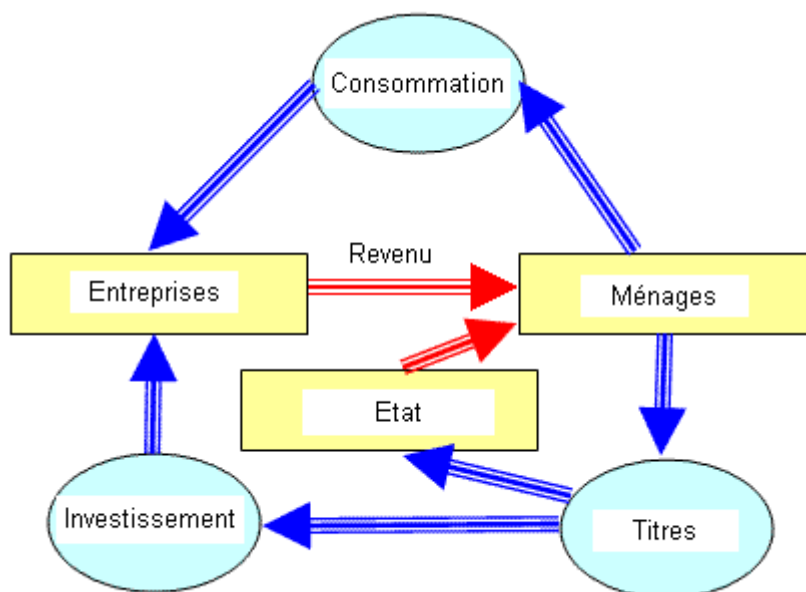 Consommation
Revenu
Entreprises
Ménages
Etat
Investissement
Titres